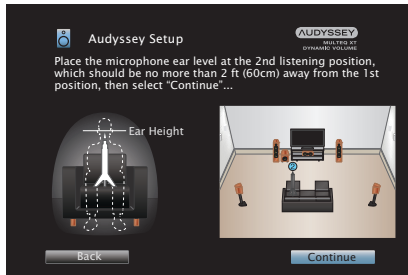 Audyssey Setup
AUDYSSEY
MULTEQ XT
DYNAMIC VOLUME
Place the microphone ear level at the 2nd listening position,
which should be no more than 2 ft (60cm) away from the 1st
position, then select “Continue”...
Ear Height
2
Back
Continue